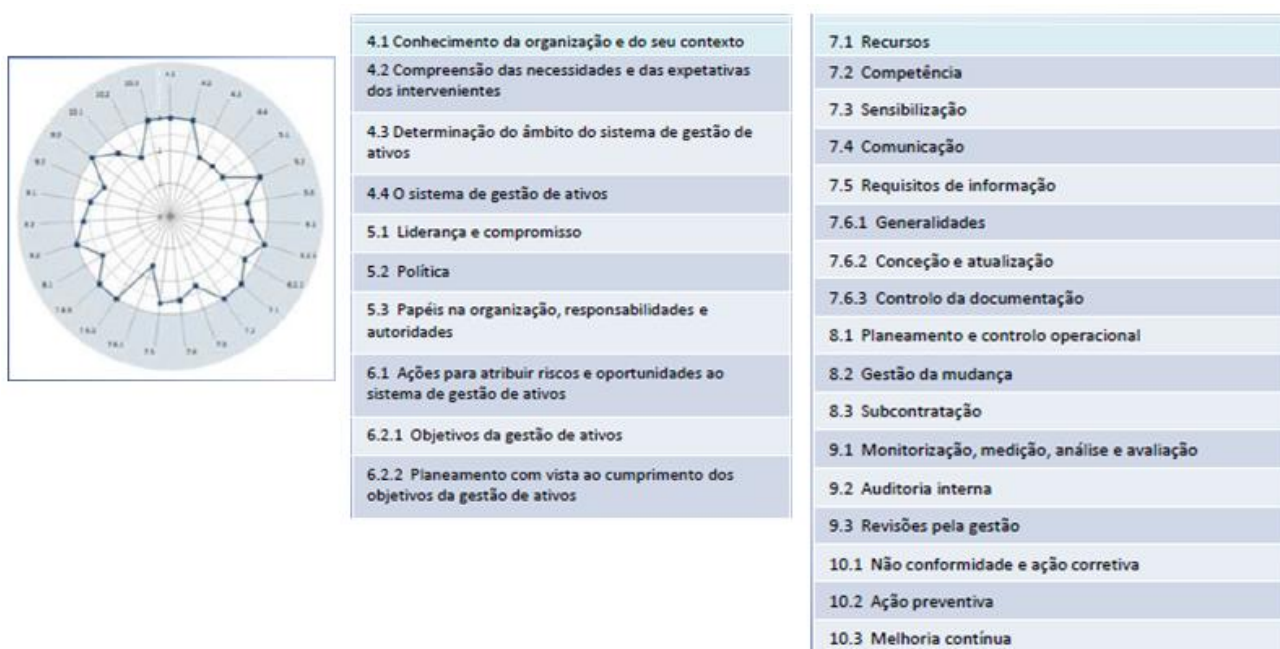 4.1 Conhecimento da organização e do seu contexto
4.2 Compreensão das necessidades e das expetativas
dos intervenientes
4.3 Determinação do âmbito do sistema de gestão de
ativos
4.4 O sistema de gestão de ativos
5.1 Liderança e compromisso
5.2 Política
5.3 Papéis na organização, responsabilidades e
autoridades
6.1 Ações para atribuir riscos e oportunidades ao
sistema de gestão de ativos
6.2.1 Objetivos da gestão de ativos
6.2.2 Planeamento com vista ao cumprimento dos
objetivos da gestão de ativos
7.1 Recursos
7.2 Competência
7.3 Sensibilização
7.4 Comunicação
7.5 Requisitos de informação
7.6.1 Generalidades
7.6.2 Conceção e atualização
7.6.3 Controlo da documentação
8.1 Planeamento e controlo operacional
8.2 Gestão da mudança
8.3 Subcontratação
9.1 Monitorização, medição, análise e avaliação
9.2 Auditoria interna
9.3 Revisões pela gestão
10.1 Não conformidade e ação corretiva
10.2 Ação preventiva
10.3 Melhoria contínua